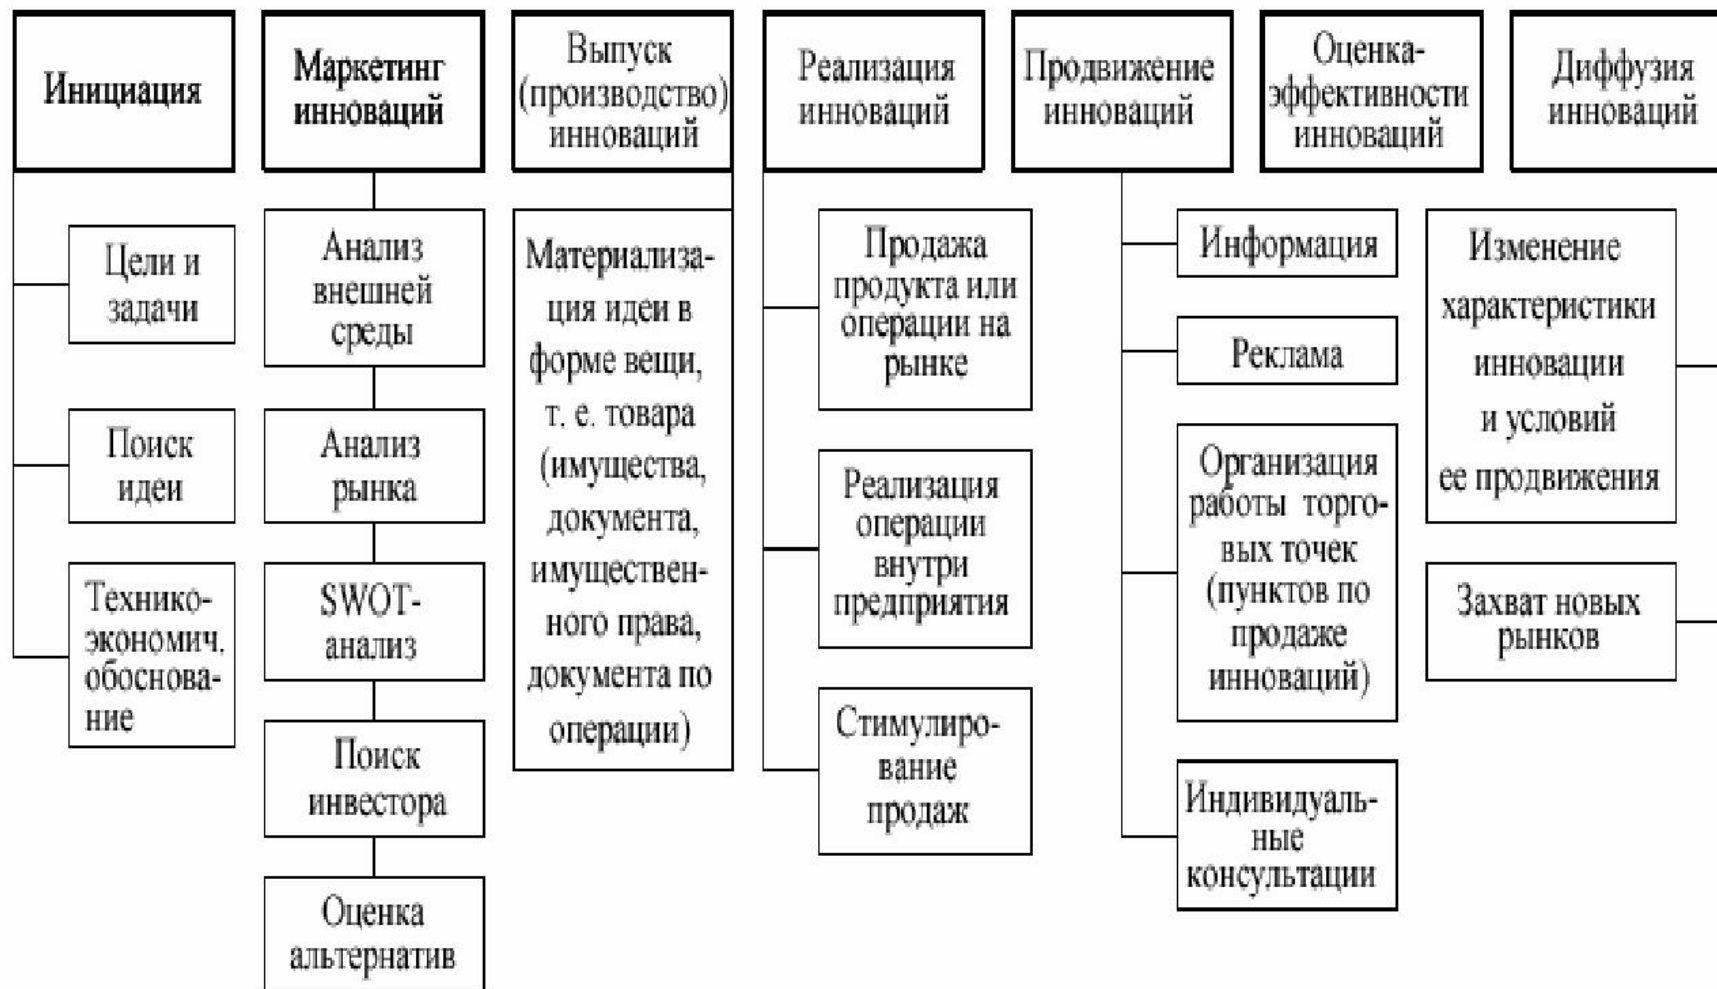 Инициация
Маркетинг
инноваций
Выпуск
(производство)
инноваций
Реализация
инноваций
Продвижение
инноваций
Оценка-
эффективности
инноваций
Диффузия
инноваций
Цели и
задачи
Поиск
идеи
Технико-
экономич.
обоснова-
ние
Анализ
внешней
среды
Анализ
рынка
SWOT-
анализ
Поиск
инвестора
Оценка
альтернатив
Материализа-
ция идеи в
форме вещи,
т. е. товара
(имущества,
документа,
имуществен-
ного права,
документа по
операции)
Продажа
продукта или
операции на
рынке
Реализация
операции
внутри
предприятия
Стимулиро-
вание
продаж
Информация
Реклама
Организация
работы торго-
вых точек
(пунктов по
продаже
инноваций)
Индивидуаль-
ные
консультации
Изменение
характеристики
инновации
и условий
ее продвижения
Захват новых
рынков